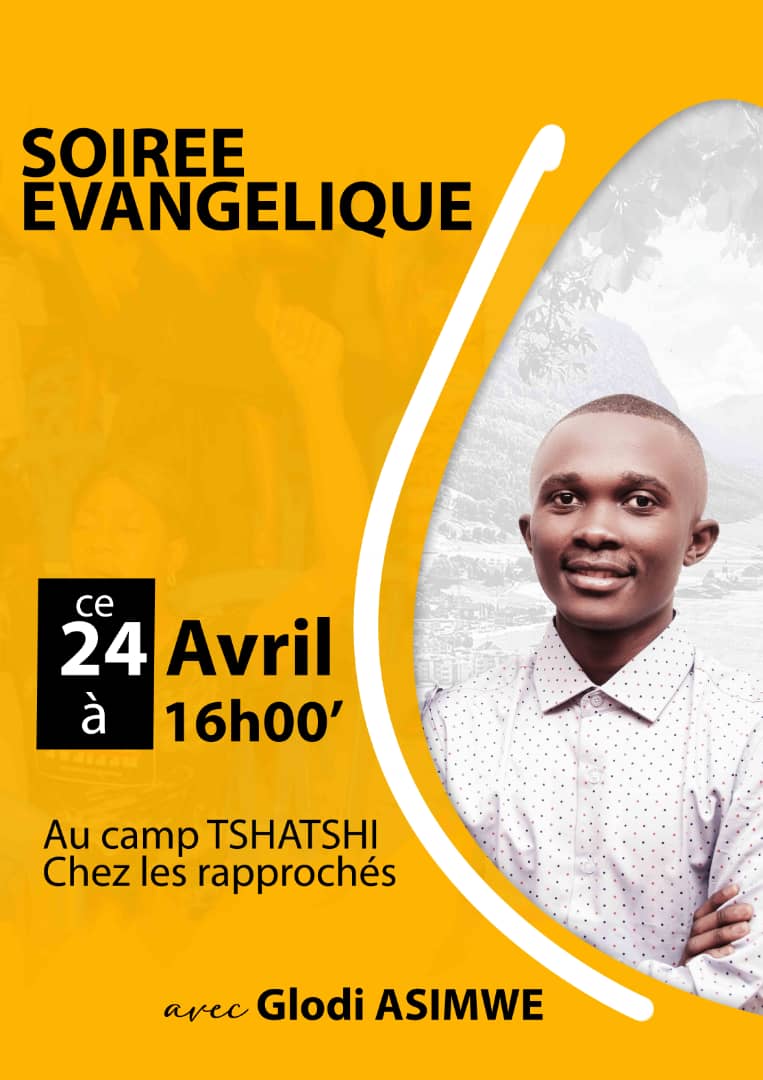 SOIREE
EVANGELIQUE
ce
24 Avril
à 16h00’
Au camp TSHATSHI
Chez les rapprochés
avec Glodi ASIMWE